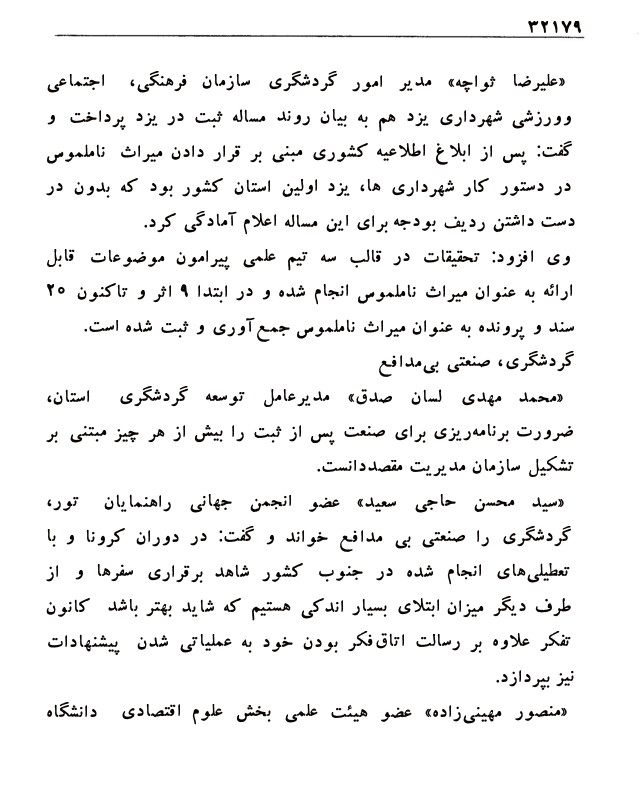 ۳۲۱۷۹
«علیرضا ثواچه» مدیر امور گردشگری سازمان فرهنگی، اجتماعی
وورزشی شهرداری یزد هم به بیان روند مساله ثبت در یزد پرداخت و
گفت: پس از ابلاغ اطلاعیه کشوری مبنی بر قرار دادن میراث ناملموس
در دستور کار شهرداری ها، یزد اولین استان کشور بود که بدون در
دست داشتن ردیف بودجه برای این مساله اعلام آمادگی کرد.
وی افزود: تحقیقات در قالب سه تیم علمی پیرامون موضوعات قابل
ارائه به عنوان میراث ناملموس انجام شده و در ابتدا ۹ اثر و تاکنون ۲۵
سند و پرونده به عنوان میراث ناملموس جمع‌آوری و ثبت شده است.
گردشگری، صنعتی بی‌مدافع
«محمد مهدی لسان صدق» مدیرعامل توسعه گردشگری استان،
ضرورت برنامه‌ریزی برای صنعت پس از ثبت را بیش از هر چیز مبتنی بر
تشکیل سازمان مدیریت مقصددانست.
«سید محسن حاجی سعید» عضو انجمن جهانی راهنمایان تور،
گردشگری را صنعتی بی مدافع خواند و گفت: در دوران کرونا و با
تعطیلی‌های انجام شده در جنوب کشور شاهد برقراری سفرها و از
طرف دیگر میزان ابتلای بسیار اندکی هستیم که شاید بهتر باشد کانون
تفکر علاوه بر رسالت اتاق‌فکر بودن خود به عملیاتی شدن پیشنهادات
نیز بپردازد.
«منصور مهینی‌زاده» عضو هیئت علمی بخش علوم اقتصادی دانشگاه